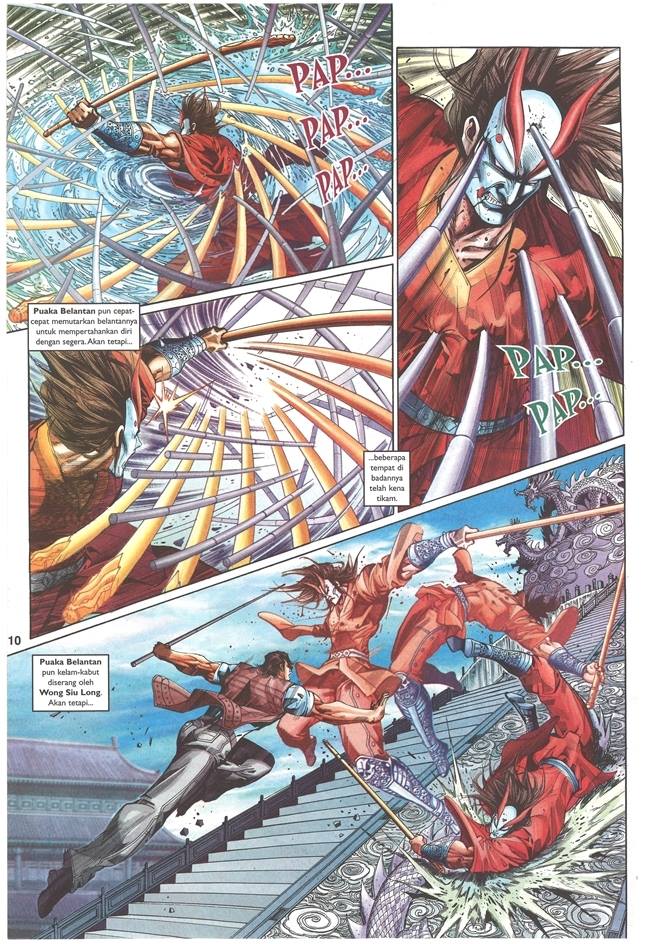 PAP...
PAP...
PAP...
Puaka Belantan pun cepat-
cepat memutarkan belantannya
untuk mempertahankan diri
dengan segera. Akan tetapi...
PAP...
PAP...
...beberapa
tempat di
badannya
telah kena
tikam.
10
Puaka Belantan
pun kelam-kabut
diserang oleh
Wong Siu Long.
Akan tetapi...